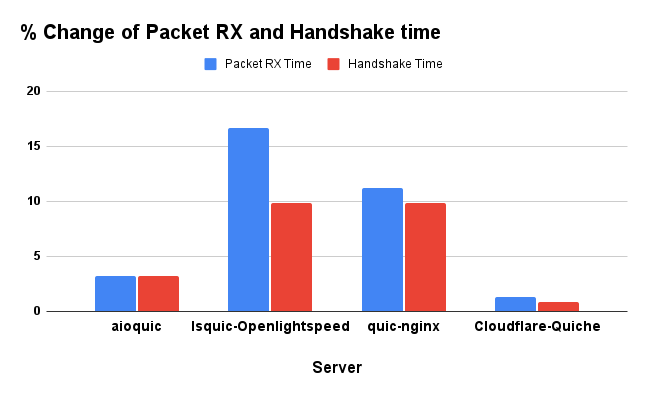 % Change of Packet RX and Handshake time
Packet RX Time Handshake Time
20
15
10
5
0
aioquic lsquic-Openlightspeed quic-nginx Cloudflare-Quiche
Server